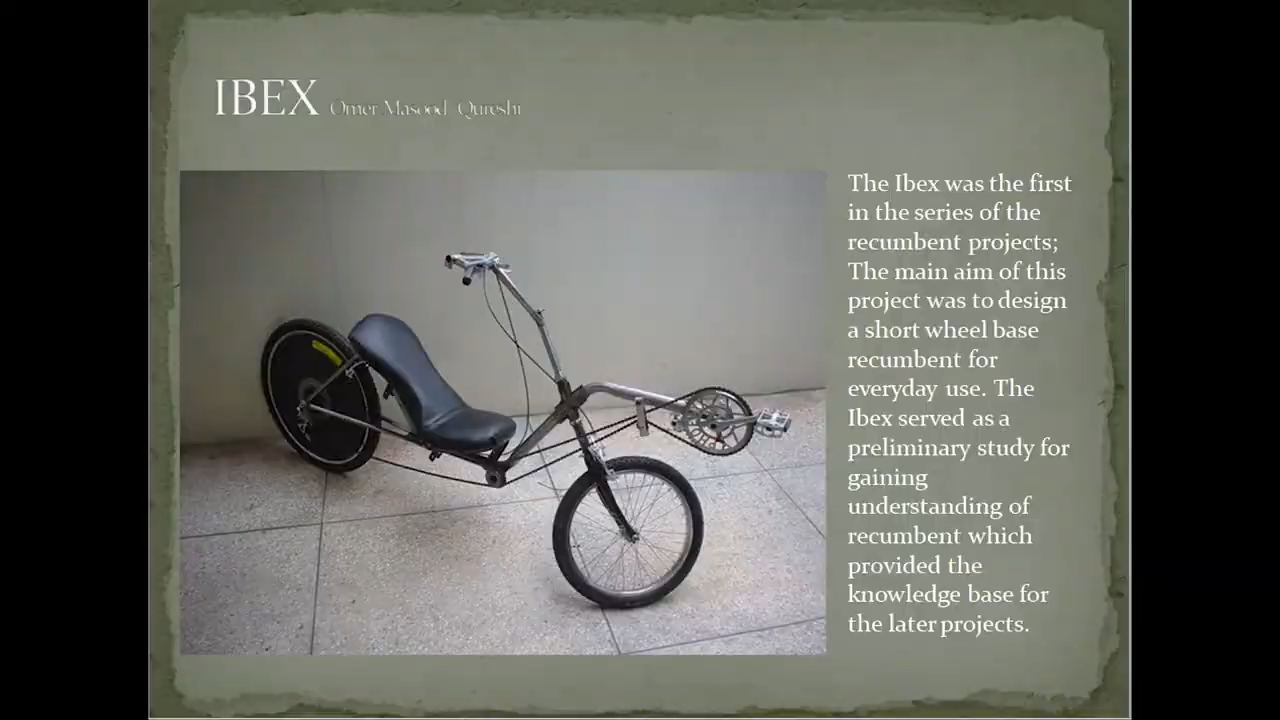 IBEX Omer Masood Qureshi
The Ibex was the first
in the series of the
recumbent projects;
The main aim of this
project was to design
a short wheel base
recumbent for
everyday use. The
Ibex served as a
preliminary study for
gaining
understanding of
recumbent which
provided the
knowledge base for
the later projects.